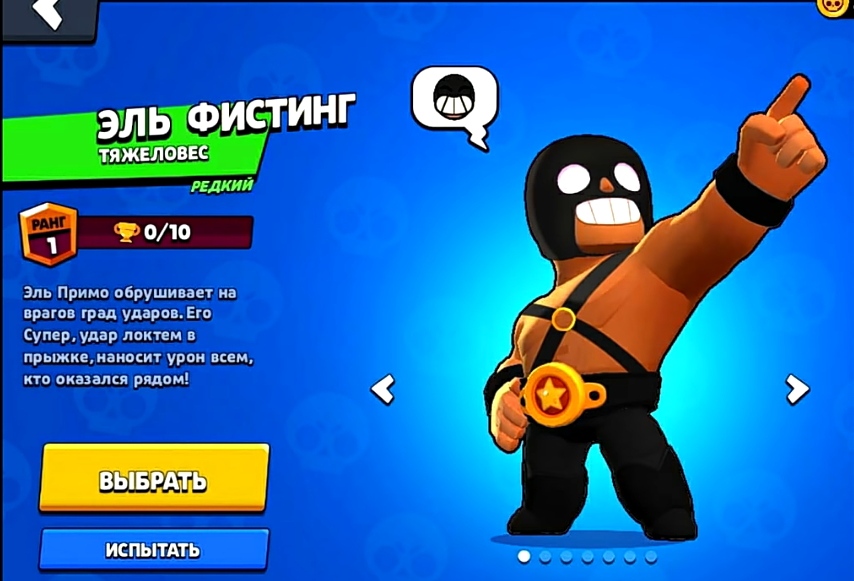 ЭЛЬ ФИСТИНГ
ТЯЖЕЛОВЕС
РЕДКИЙ
РАНГ
1
0/10
Эль Примо обрушивает на
врагов град ударов. Его
Супер, удар локтем в
прыжке, наносит урон всем,
кто оказался рядом!
ВЫБРАТЬ
ИСПЫТАТЬ